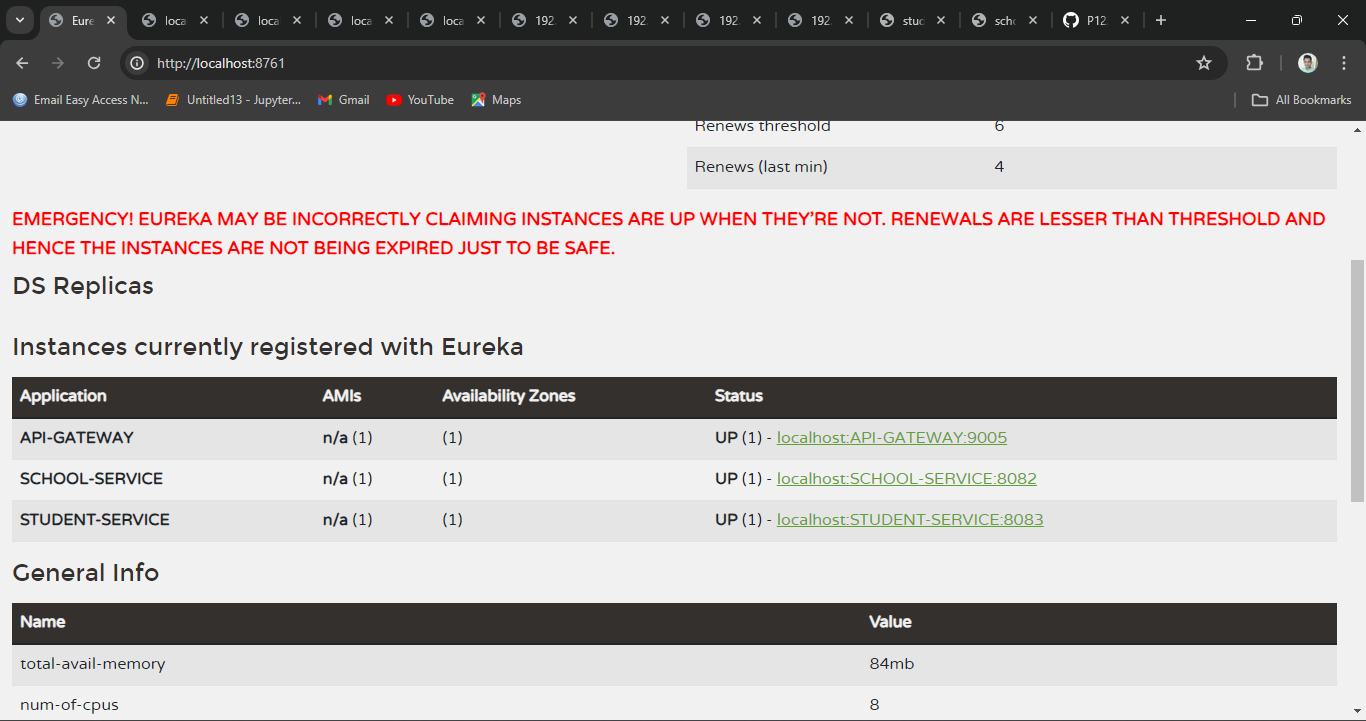 Eure
loca
loca
loca
loca
192.
192.
192.
192.
stud
scho
P12
http://localhost:8761
Email Easy Access N...
Untitled13 - Jupyter...
Gmail
YouTube
Maps
All Bookmarks
Renews threshold 6
Renews (last min) 4
EMERGENCY! EUREKA MAY BE INCORRECTLY CLAIMING INSTANCES ARE UP WHEN THEY'RE NOT. RENEWALS ARE LESSER THAN THRESHOLD AND
HENCE THE INSTANCES ARE NOT BEING EXPIRED JUST TO BE SAFE.
DS Replicas
Instances currently registered with Eureka
Application AMIs Availability Zones Status
API-GATEWAY n/a (1) (1) UP (1) - localhost:API-GATEWAY:9005
SCHOOL-SERVICE n/a (1) (1) UP (1) - localhost:SCHOOL-SERVICE:8082
STUDENT-SERVICE n/a (1) (1) UP (1) - localhost:STUDENT-SERVICE:8083
General Info
Name Value
total-avail-memory 84mb
num-of-cpus 8